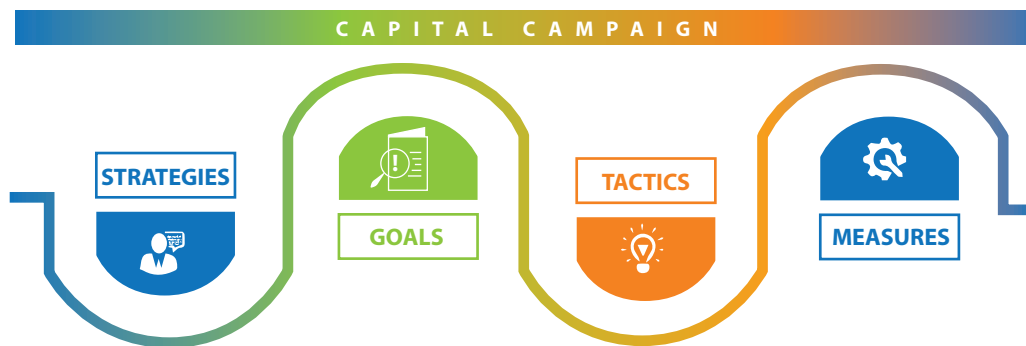 CAPITAL CAMPAIGN
STRATEGIES
GOALS
TACTICS
MEASURES